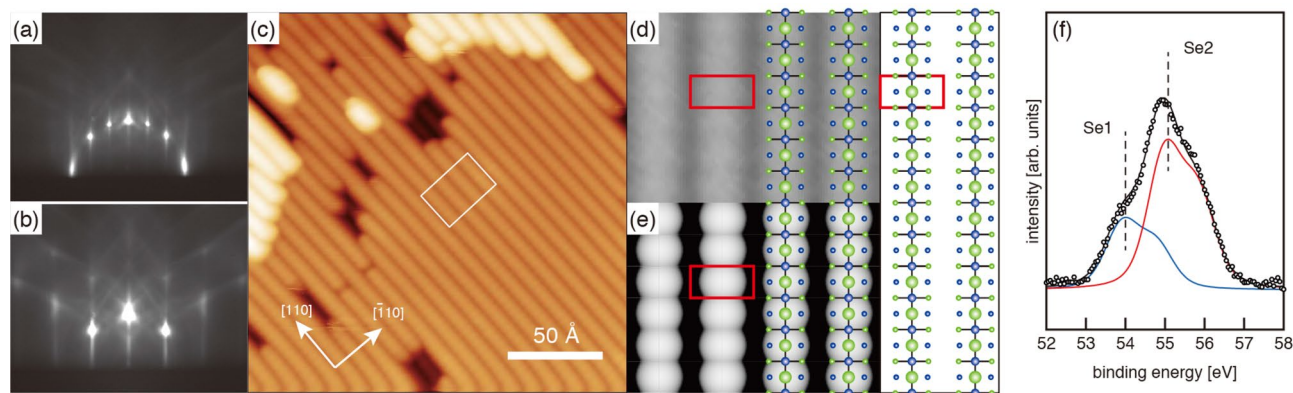 (a)
(b)
(c)
[110]
[1̄10]
50 Å
(d)
(e)
(f)
Se1
Se2
intensity [arb. units]
52 53 54 55 56 57 58
binding energy [eV]